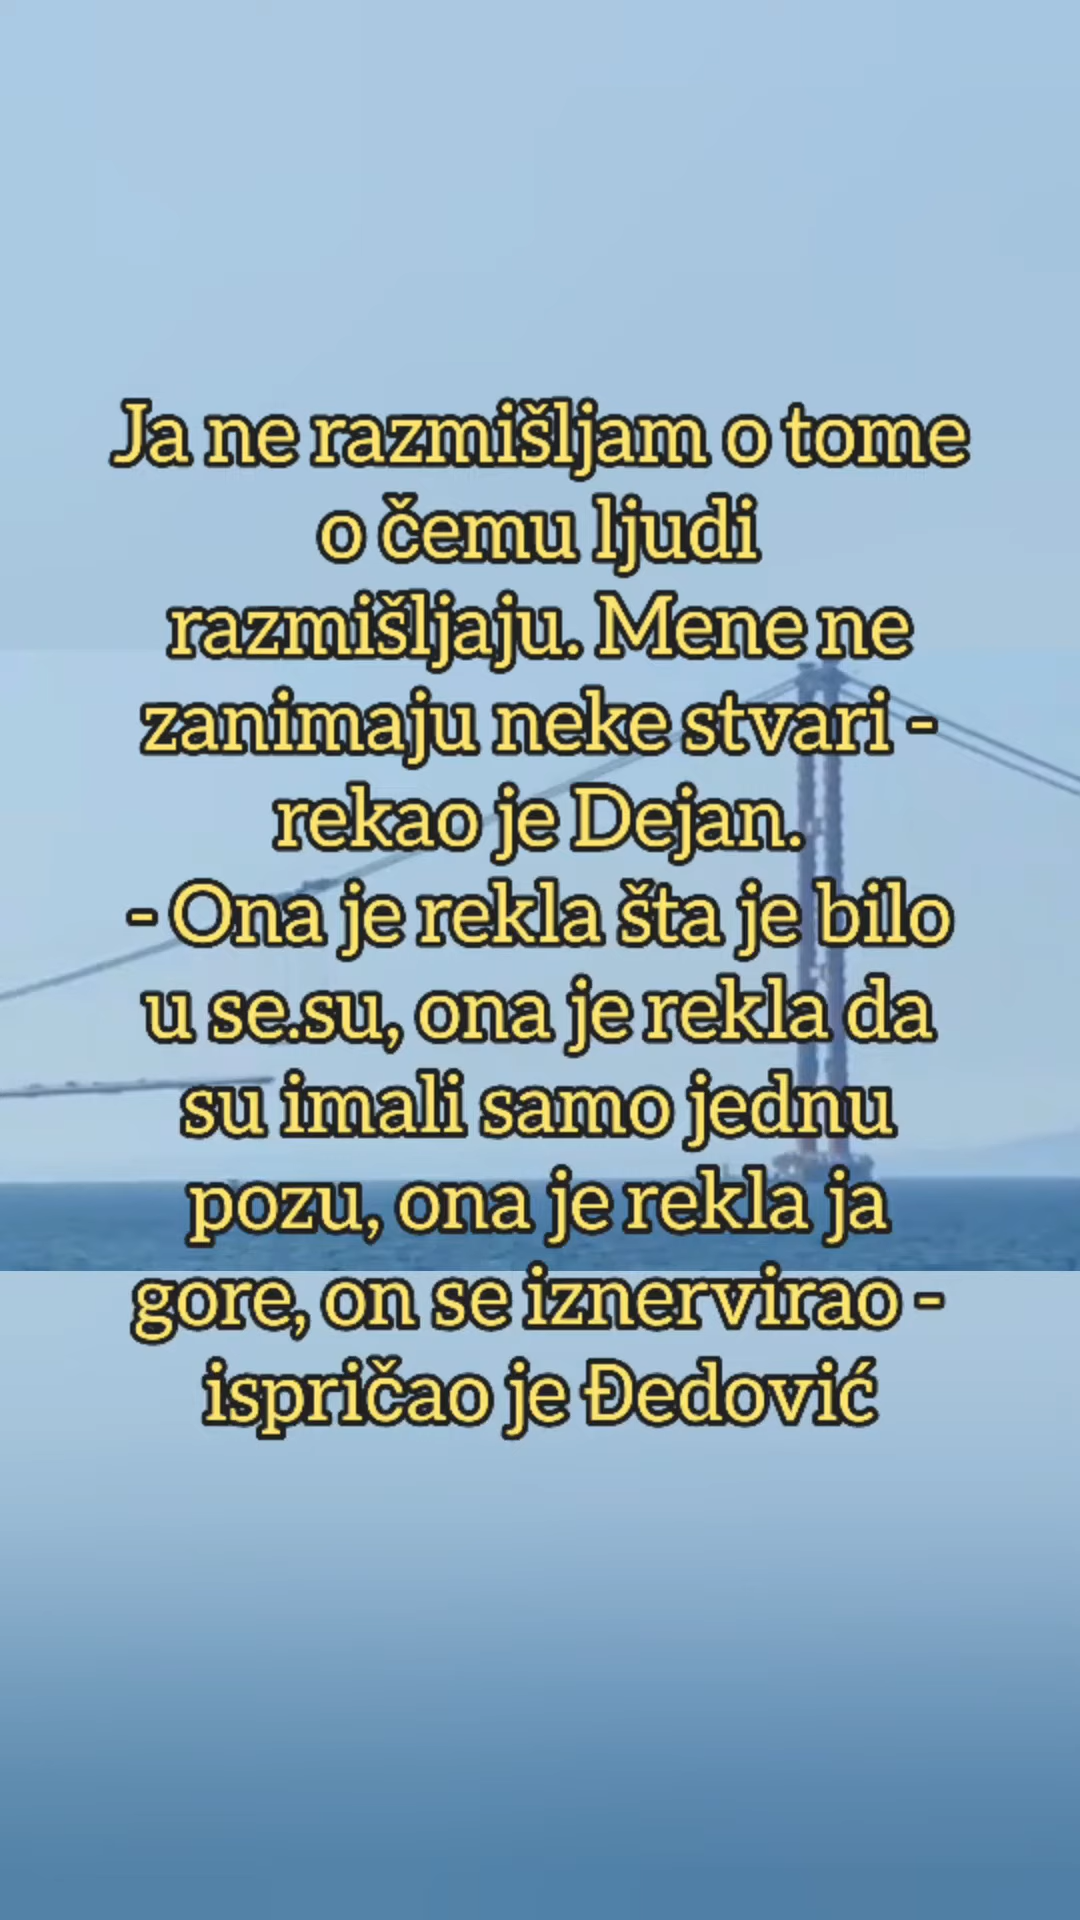 Ja ne razmišljam o tome
o čemu ljudi
razmišljaju. Mene ne
zanimaju neke stvari -
rekao je Dejan.
- Ona je rekla šta je bilo
u se.su, ona je rekla da
su imali samo jednu
pozu, ona je rekla ja
gore, on se iznervirao -
ispričao je Đedović